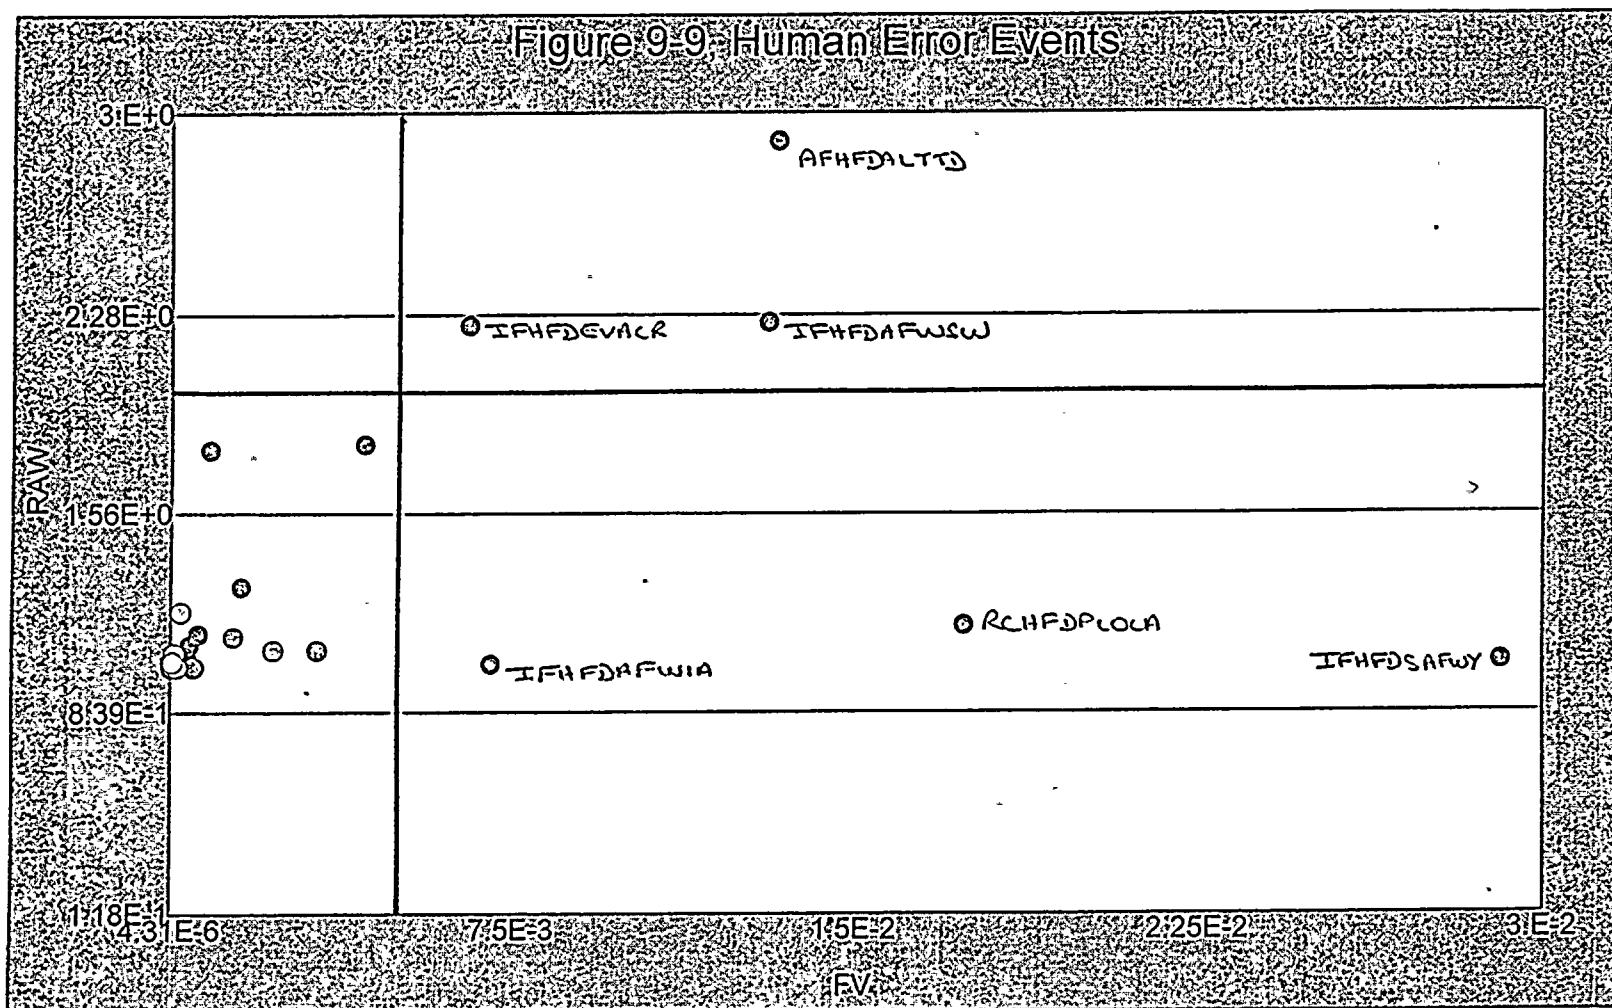 Figure 9-9 Human Error Events
3.E+0
AFHFDALTTD
2.28E+0
IFHFDEVACR
IFHFDAFWSW
RAW
1.56E+0
RCHFDPLOCA
IFHFDSAFWY
IFHFDAFWIA
8.39E-1
1.18E-1
4.31E-6
7.5E-3
1.5E-2
2.25E-2
3.E-2
FV